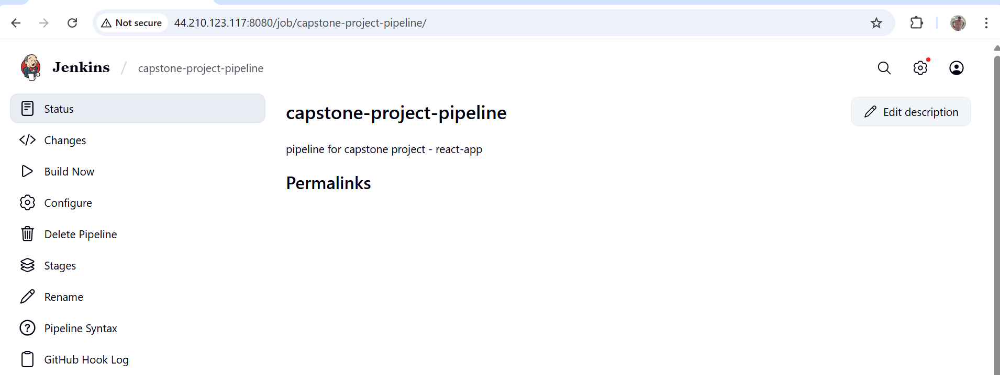 Not secure 44.210.123.117:8080/job/capstone-project-pipeline/
Jenkins / capstone-project-pipeline
Status
Changes
Build Now
Configure
Delete Pipeline
Stages
Rename
Pipeline Syntax
GitHub Hook Log
capstone-project-pipeline
Edit description
pipeline for capstone project - react-app
Permalinks